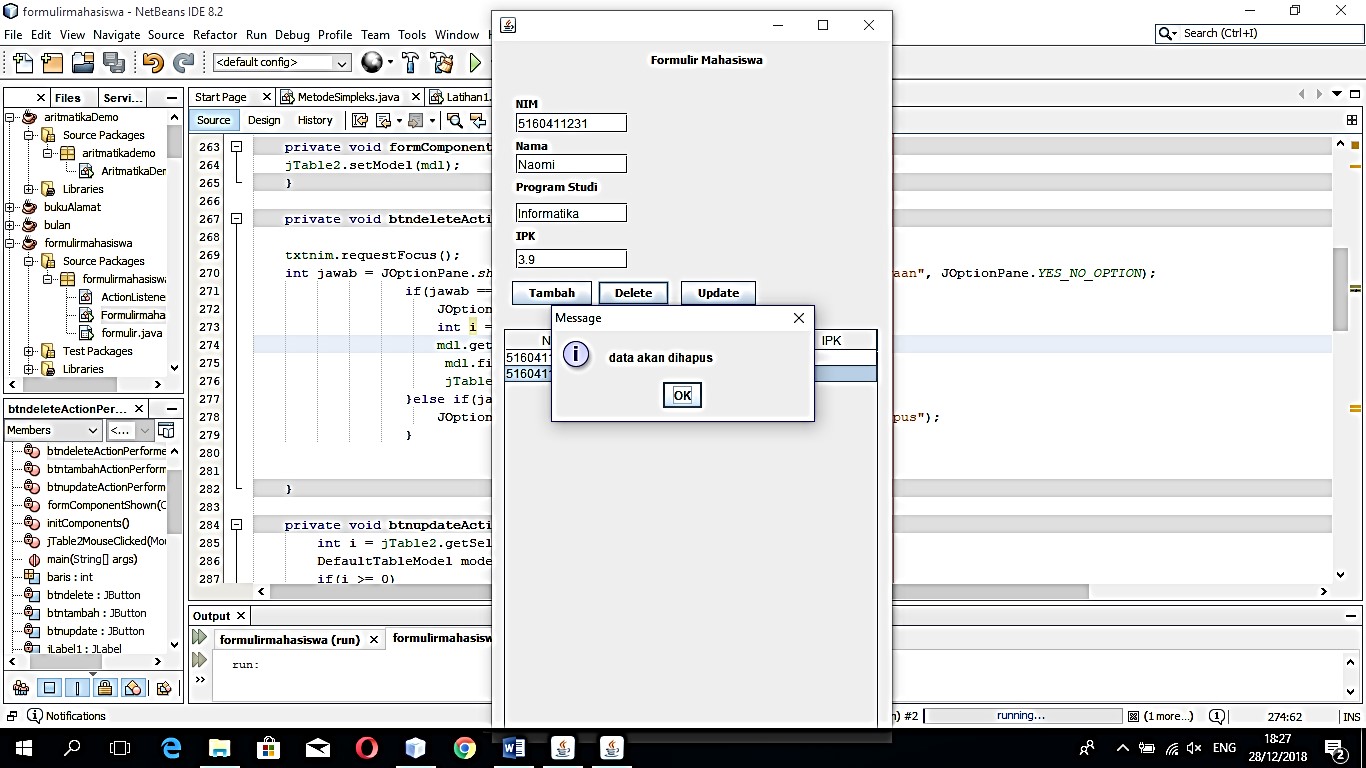 formulirmahasiswa - NetBeans IDE 8.2
File Edit View Navigate Source Refactor Run Debug Profile Team Tools Window
Search (Ctrl+I)
<default config>
Files Servi...
aritmatikaDemo
Source Packages
aritmatikademo
AritmatikaDer
Libraries
bukuAlamat
bulan
formulirmahasiswa
Source Packages
formulirmahasiswa
ActionListene
Formulirmaha
formulir.java
Test Packages
Libraries
btndeleteActionPer...
Members <...
btndeleteActionPerforme
btntambahActionPerform
btnupdateActionPerform
formComponentShown(C
initComponents()
jTable2MouseClicked(Mou
main(String[] args)
baris : int
btndelete : JButton
btntambah : JButton
btnupdate : JButton
jLabel1 : JLabel
Start Page MetodeSimpleks.java Latihan1.
Source Design History
263 private void formComponent
264 jTable2.setModel(mdl);
265 }
266
267 private void btndeleteActi
268
269 txtnim.requestFocus();
270 int jawab = JOptionPane.sh aan", JOptionPane.YES_NO_OPTION);
271 if(jawab ==
272 JOption
273 int i =
274 mdl.get
275 mdl.fi
276 jTable
277 }else if(ja
278 JOption pus");
279 }
280
281
282 }
283
284 private void btnupdateActi
285 int i = jTable2.getSel
286 DefaultTableModel mode
287 if(i >= 0)
Output
formulirmahasiswa (run) formulirmahasisw
run:
Formulir Mahasiswa
NIM
5160411231
Nama
Naomi
Program Studi
Informatika
IPK
3.9
Tambah Delete Update
N IPK
516041
516041
Message
data akan dihapus
OK
Notifications
n) #2 running... (1 more...) 274:62 INS
ENG 18:27
28/12/2018
2